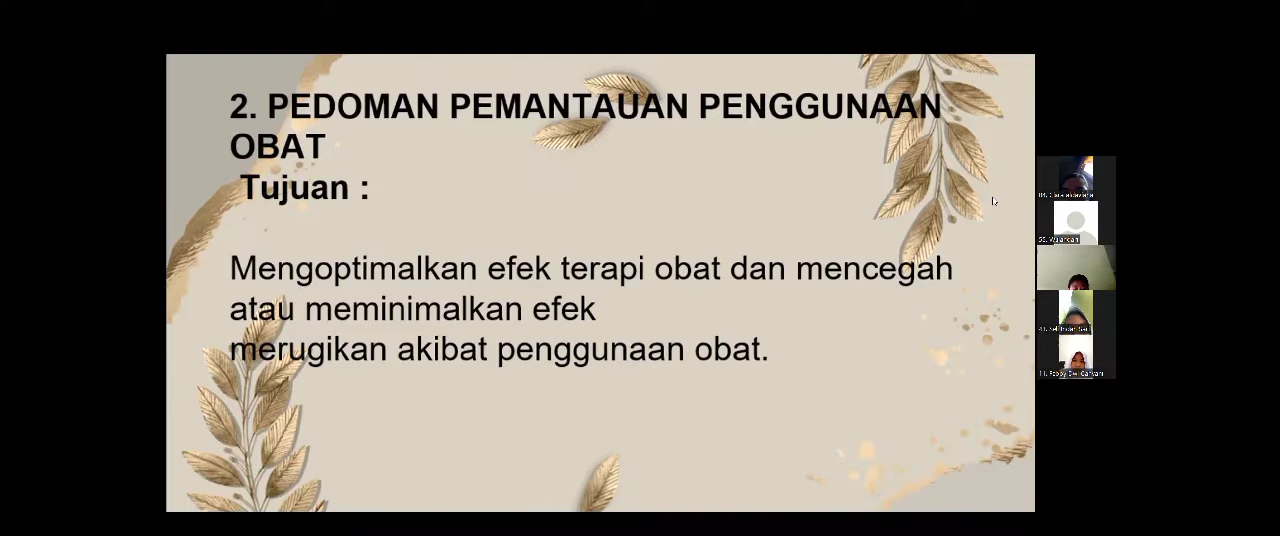 2. PEDOMAN PEMANTAUAN PENGGUNAAN
OBAT
Tujuan :
Mengoptimalkan efek terapi obat dan mencegah
atau meminimalkan efek
merugikan akibat penggunaan obat.